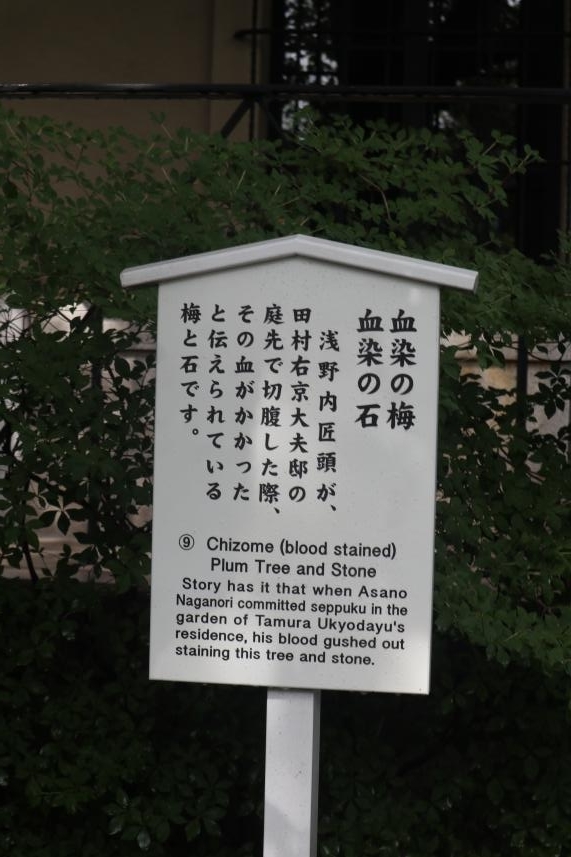 血染の梅
血染の石
浅野内匠頭が、
田村右京大夫邸の
庭先で切腹した際、
その血がかかった
と伝えられている
梅と石です。
⑨ Chizome (blood stained)
Plum Tree and Stone
Story has it that when Asano
Naganori committed seppuku in the
garden of Tamura Ukyodayu's
residence, his blood gushed out
staining this tree and stone.